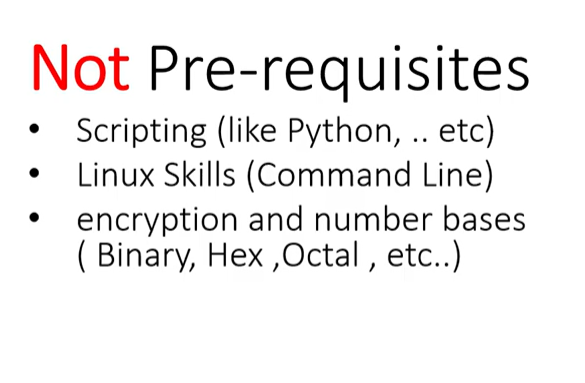 Not Pre-requisites
• Scripting (like Python, .. etc)
• Linux Skills (Command Line)
• encryption and number bases
( Binary, Hex ,Octal , etc..)